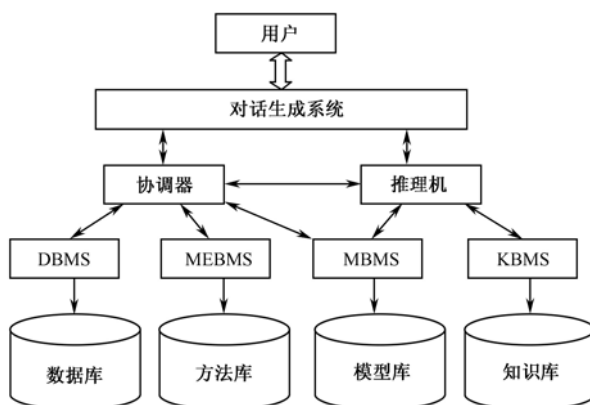 用户
对话生成系统
协调器
推理机
DBMS
MEBMS
MBMS
KBMS
数据库
方法库
模型库
知识库